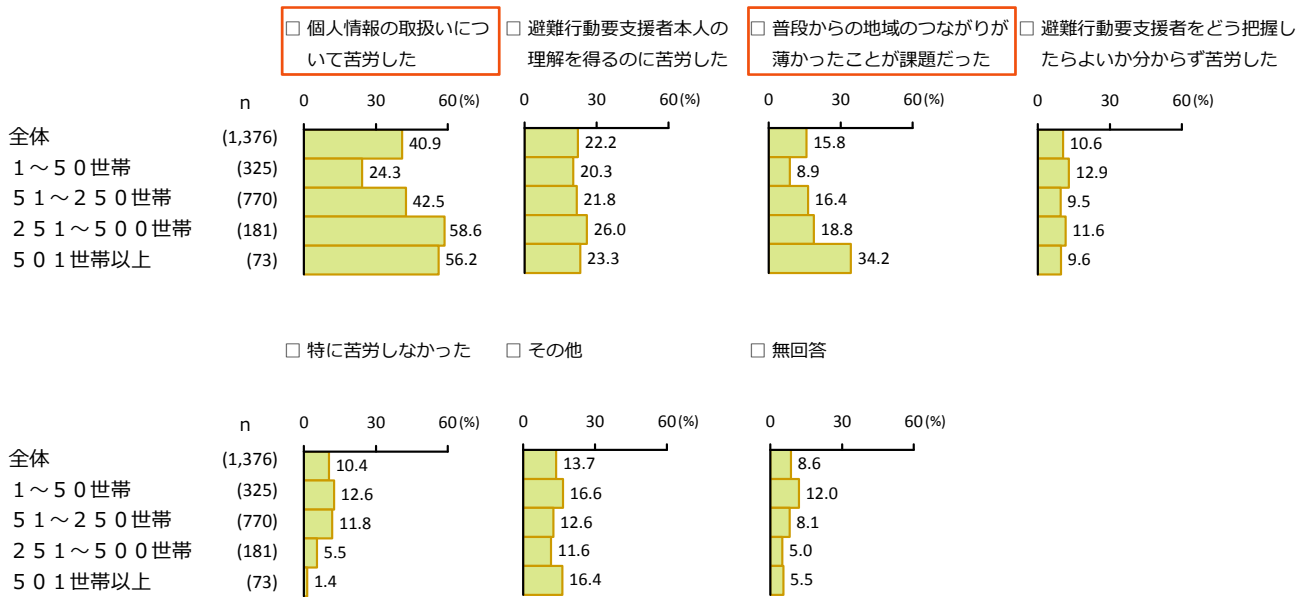 □ 個人情報の取扱いにつ
いて苦労した
□ 避難行動要支援者本人の
理解を得るのに苦労した
□ 普段からの地域のつながりが
薄かったことが課題だった
□ 避難行動要支援者をどう把握し
たらよいか分からず苦労した
n 0 30 60(%) 0 30 60(%) 0 30 60(%) 0 30 60(%)
全体 (1,376) 40.9 22.2 15.8 10.6
１～５０世帯 (325) 24.3 20.3 8.9 12.9
５１～２５０世帯 (770) 42.5 21.8 16.4 9.5
２５１～５００世帯 (181) 58.6 26.0 18.8 11.6
５０１世帯以上 (73) 56.2 23.3 34.2 9.6
□ 特に苦労しなかった □ その他 □ 無回答
n 0 30 60(%) 0 30 60(%) 0 30 60(%)
全体 (1,376) 10.4 13.7 8.6
１～５０世帯 (325) 12.6 16.6 12.0
５１～２５０世帯 (770) 11.8 12.6 8.1
２５１～５００世帯 (181) 5.5 11.6 5.0
５０１世帯以上 (73) 1.4 16.4 5.5